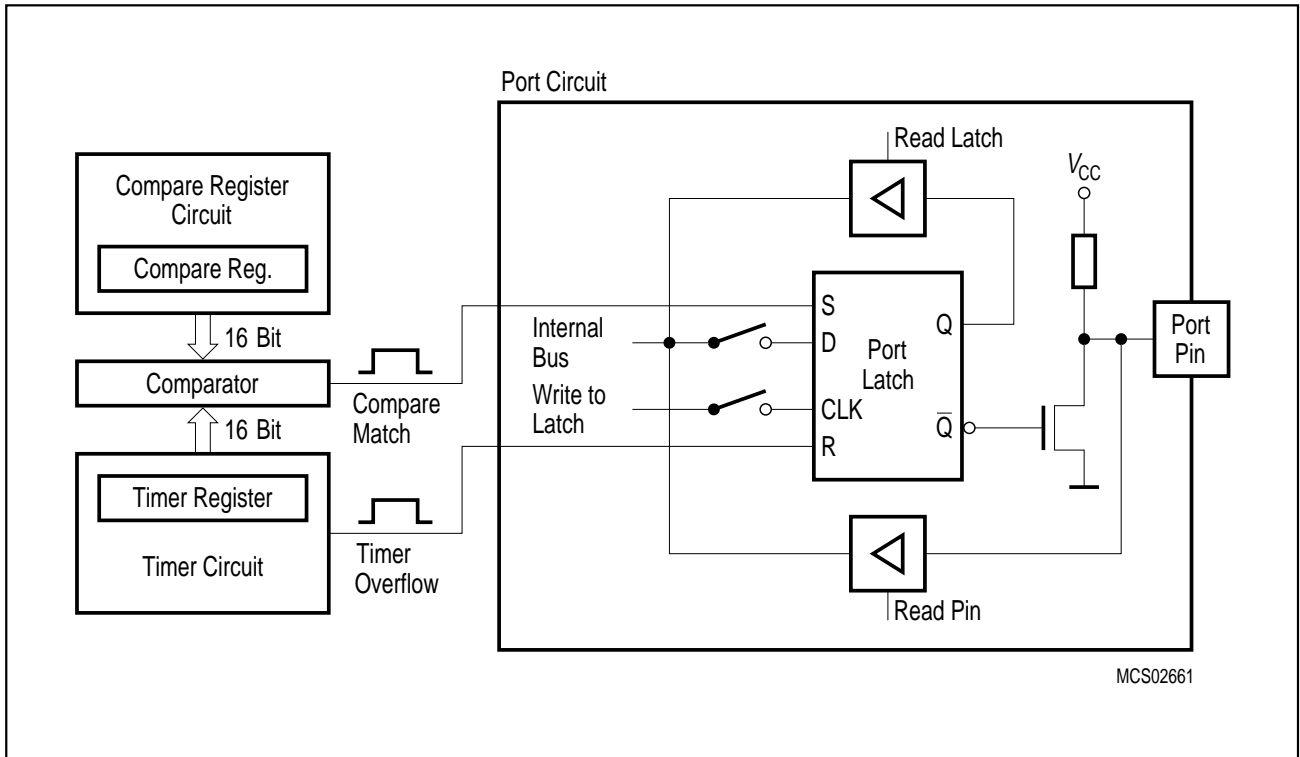 Port Circuit
Compare Register
Circuit
Compare Reg.
16 Bit
Comparator
16 Bit
Timer Register
Timer Circuit
Compare
Match
Timer
Overflow
Read Latch
V_CC
Internal
Bus
Write to
Latch
S
D
CLK
R
Q
Port
Latch
Q̅
Port
Pin
Read Pin
MCS02661